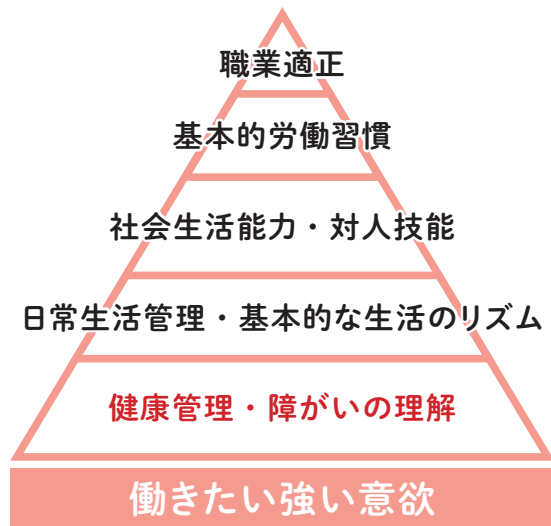 職業適正
基本的労働習慣
社会生活能力・対人技能
日常生活管理・基本的な生活のリズム
健康管理・障がいの理解
働きたい強い意欲